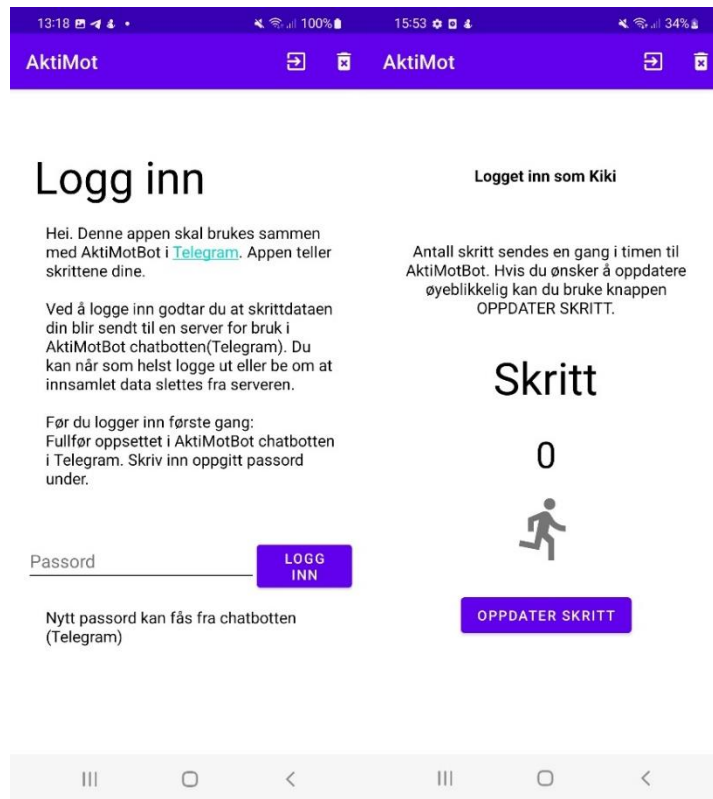 13:18
100%
AktiMot
Logg inn
Hei. Denne appen skal brukes sammen
med AktiMotBot i Telegram. Appen teller
skrittene dine.
Ved å logge inn godtar du at skrittdataen
din blir sendt til en server for bruk i
AktiMotBot chatbotten(Telegram). Du
kan når som helst logge ut eller be om at
innsamlet data slettes fra serveren.
Før du logger inn første gang:
Fullfør oppsettet i AktiMotBot chatbotten
i Telegram. Skriv inn oppgitt passord
under.
Passord
LOGG
INN
Nytt passord kan fås fra chatbotten
(Telegram)
15:53
34%
AktiMot
Logget inn som Kiki
Antall skritt sendes en gang i timen til
AktiMotBot. Hvis du ønsker å oppdatere
øyeblikkelig kan du bruke knappen
OPPDATER SKRITT.
Skritt
0
OPPDATER SKRITT